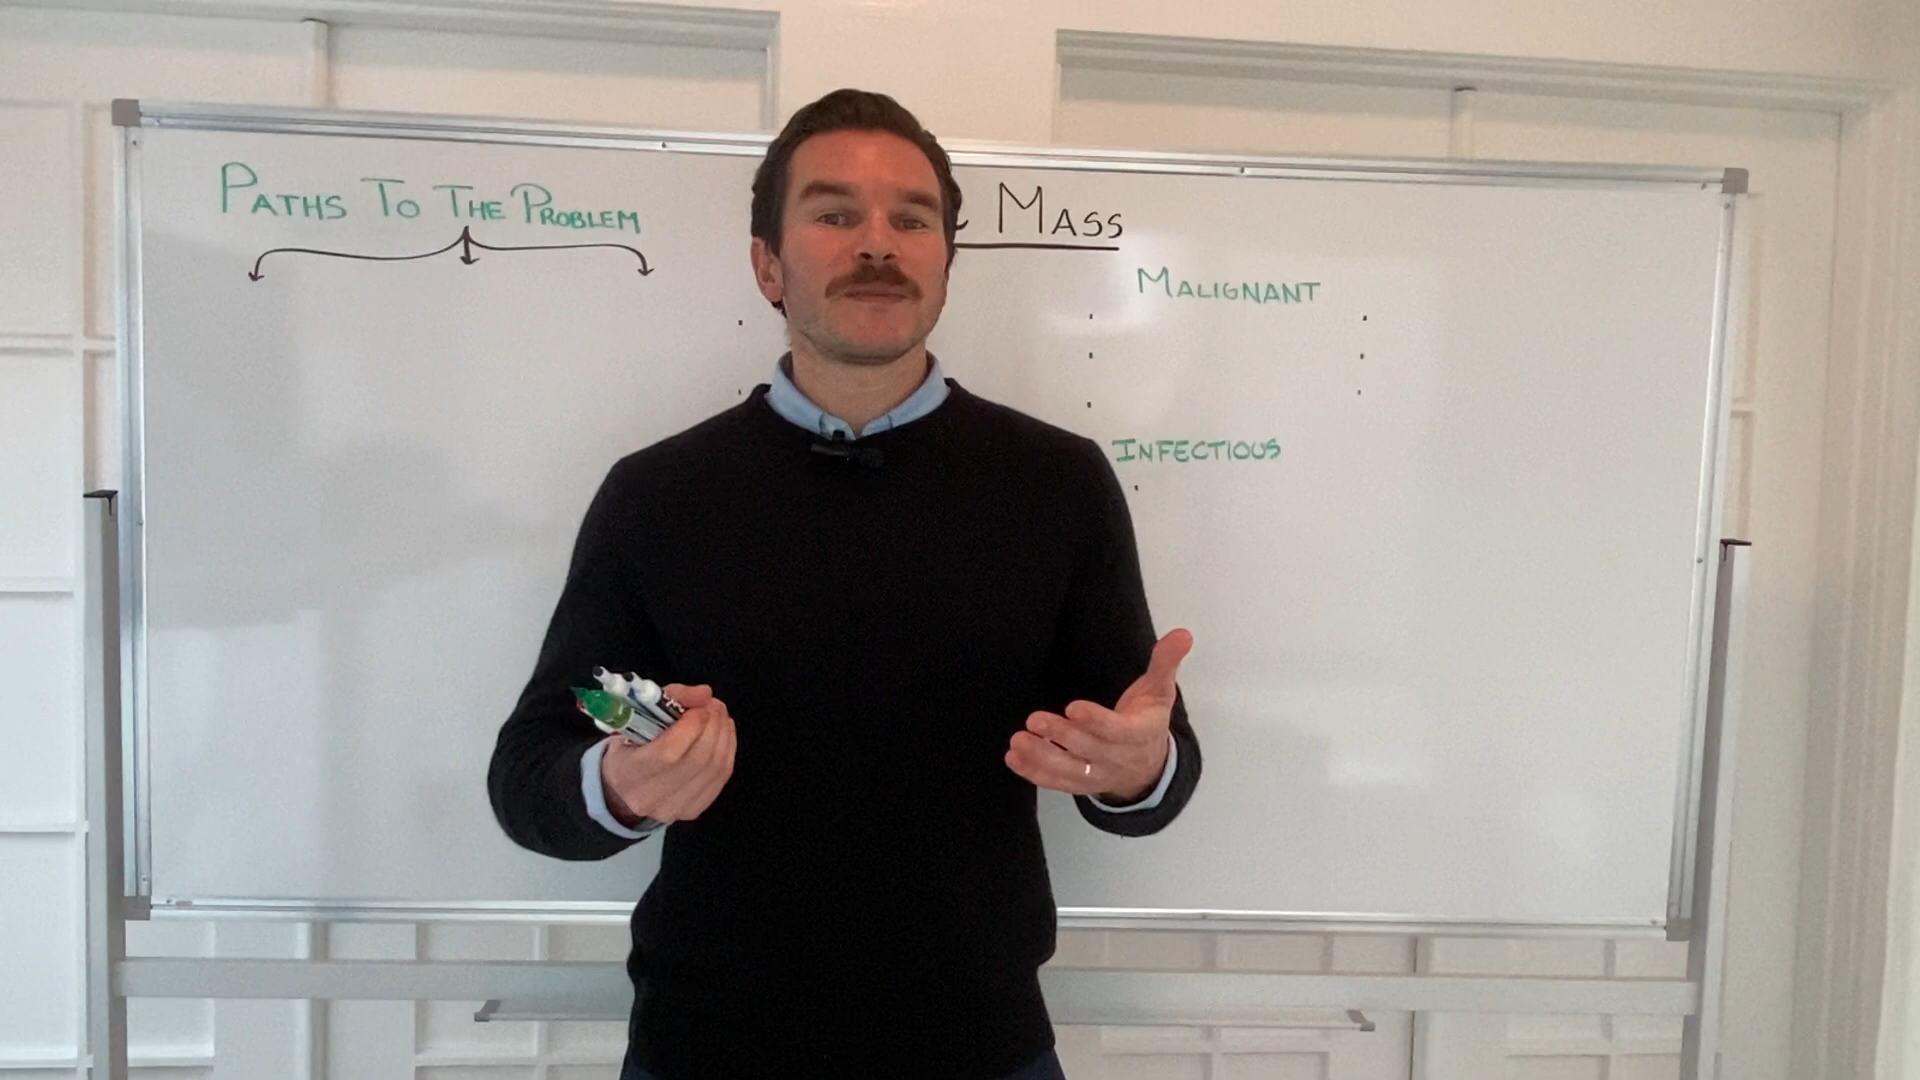 PATHS TO THE PROBLEM
MASS
MALIGNANT
INFECTIOUS